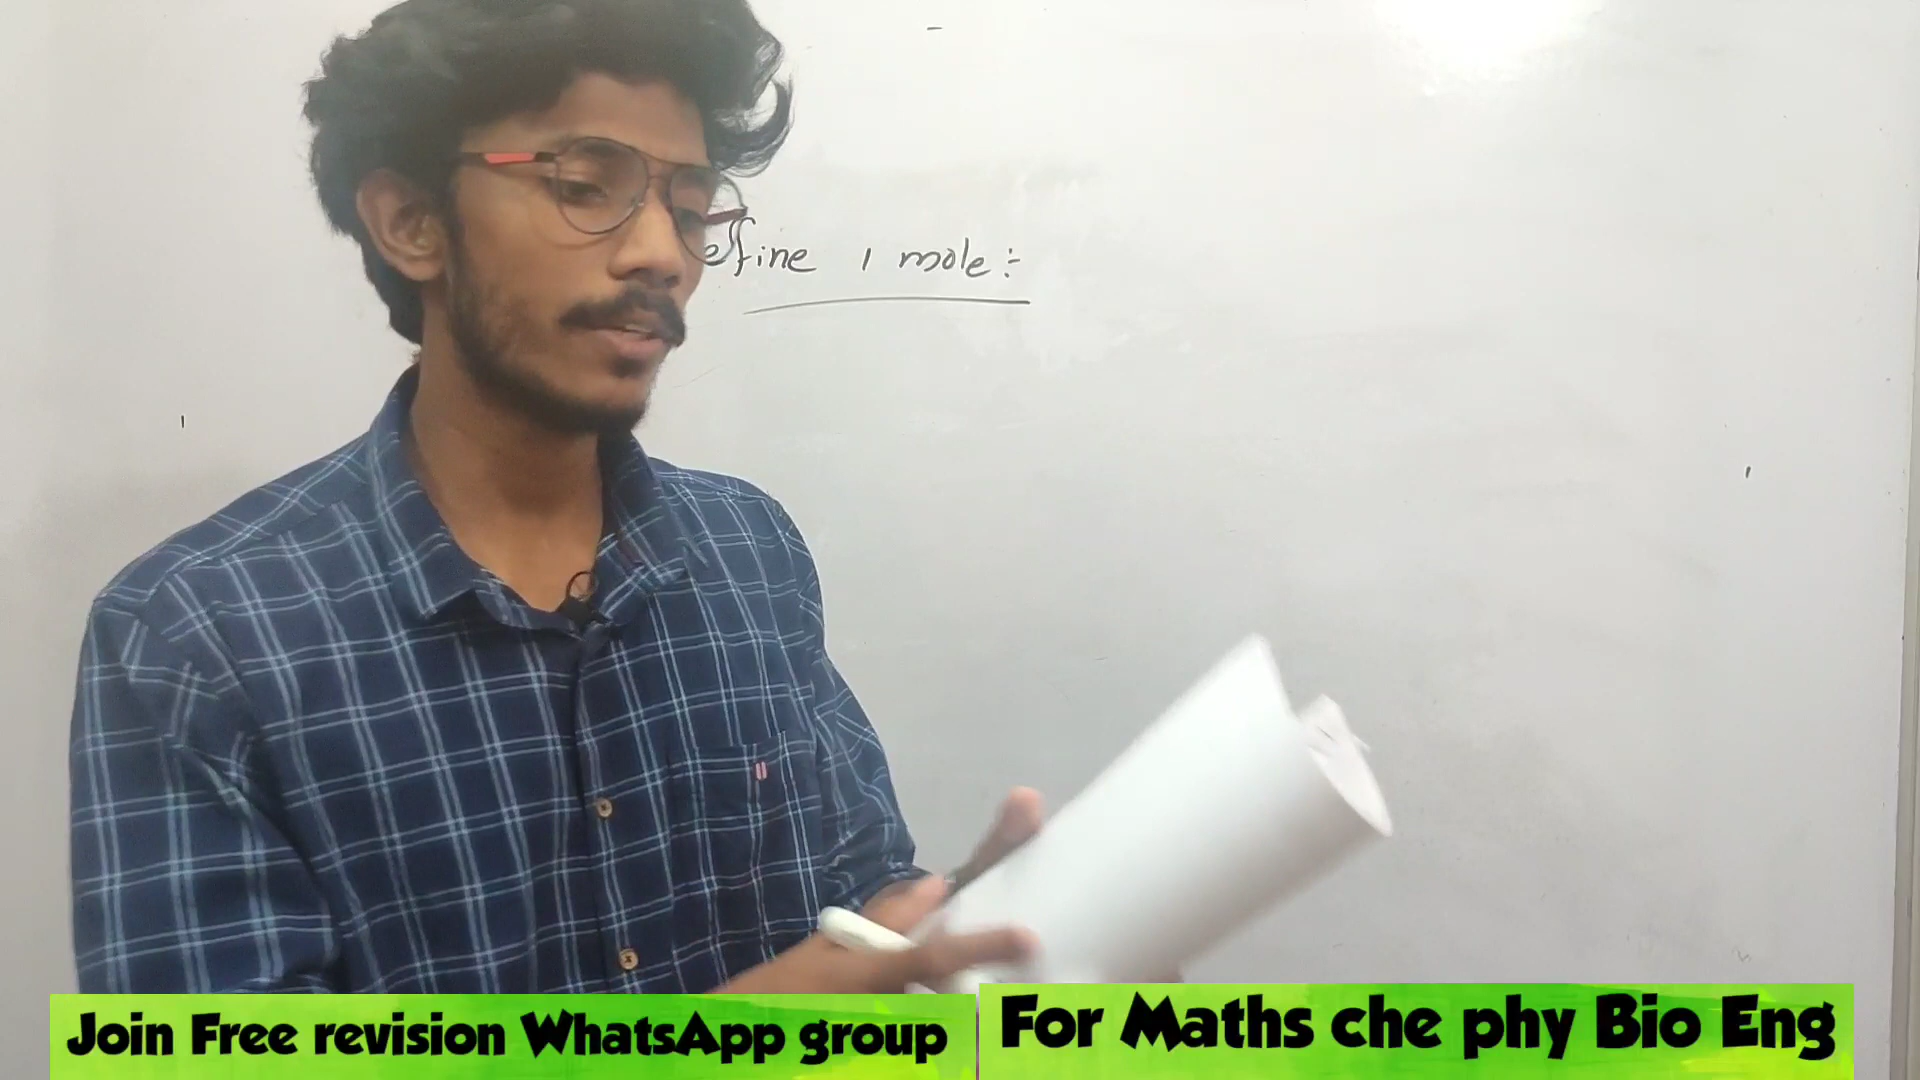 efine 1 mole:-
Join Free revision WhatsApp group
For Maths che phy Bio Eng